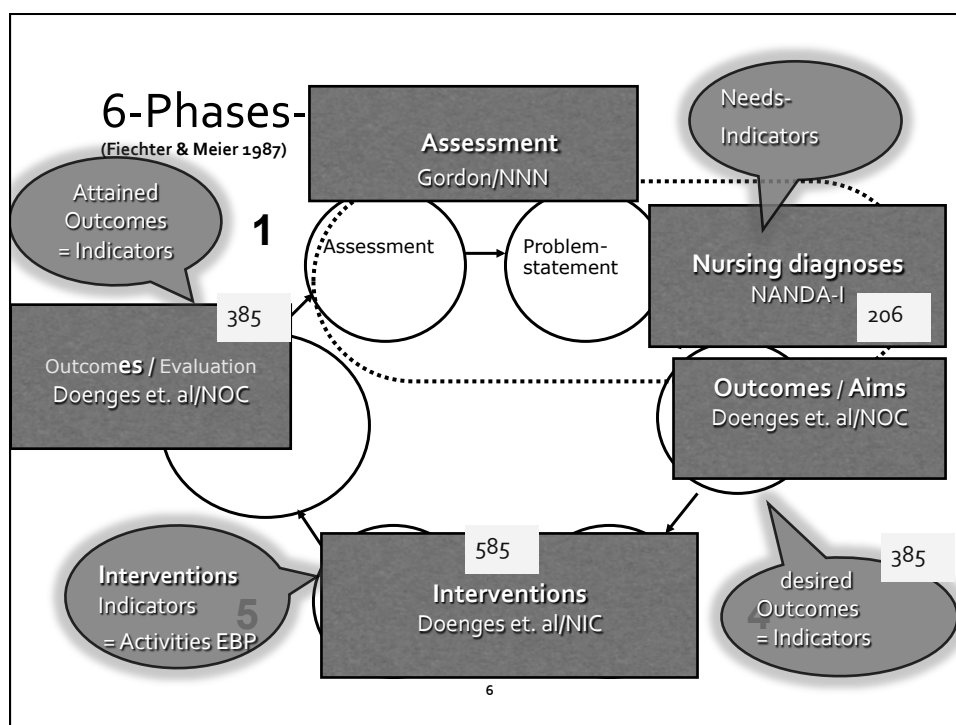 6-Phases-
(Fiechter & Meier 1987)
Assessment
Gordon/NNN
Needs-
Indicators
Attained
Outcomes
= Indicators
1
Assessment
Problem-
statement
Nursing diagnoses
NANDA-I
206
385
Outcomes / Evaluation
Doenges et. al/NOC
Outcomes / Aims
Doenges et. al/NOC
585
Interventions
Doenges et. al/NIC
Interventions
Indicators
5
= Activities EBP
385
desired
4
Outcomes
= Indicators
6